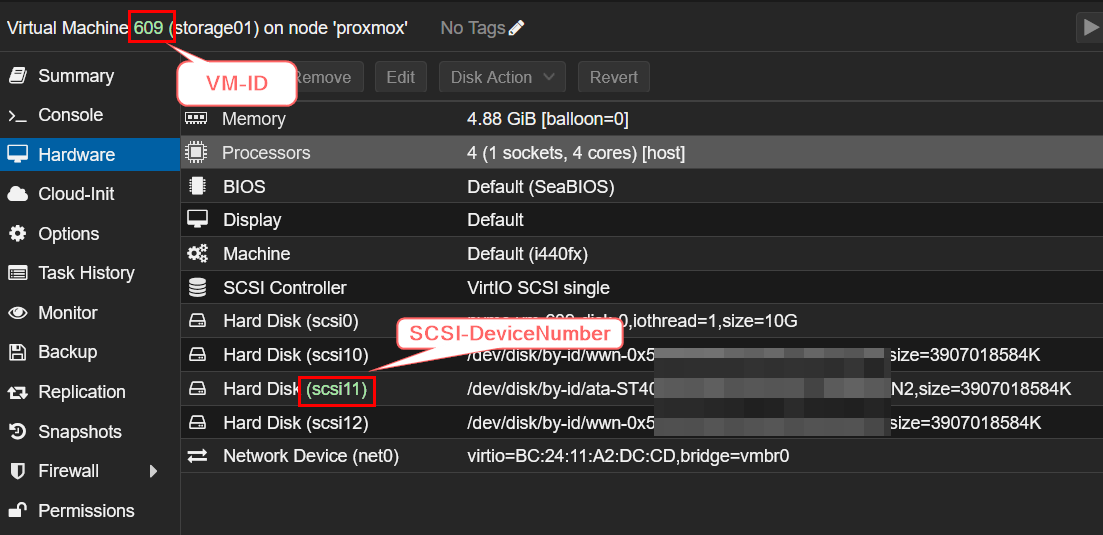 Virtual Machine 609 (storage01) on node 'proxmox' No Tags
VM-ID
Remove Edit Disk Action Revert
Summary
Console
Hardware
Cloud-Init
Options
Task History
Monitor
Backup
Replication
Snapshots
Firewall
Permissions
Memory 4.88 GiB [balloon=0]
Processors 4 (1 sockets, 4 cores) [host]
BIOS Default (SeaBIOS)
Display Default
Machine Default (i440fx)
SCSI Controller VirtIO SCSI single
Hard Disk (scsi0) 0,iothread=1,size=10G
SCSI-DeviceNumber
Hard Disk (scsi10) /dev/disk/by-id/wwn-0x5 size=3907018584K
Hard Disk (scsi11) /dev/disk/by-id/ata-ST40 N2,size=3907018584K
Hard Disk (scsi12) /dev/disk/by-id/wwn-0x5 size=3907018584K
Network Device (net0) virtio=BC:24:11:A2:DC:CD,bridge=vmbr0